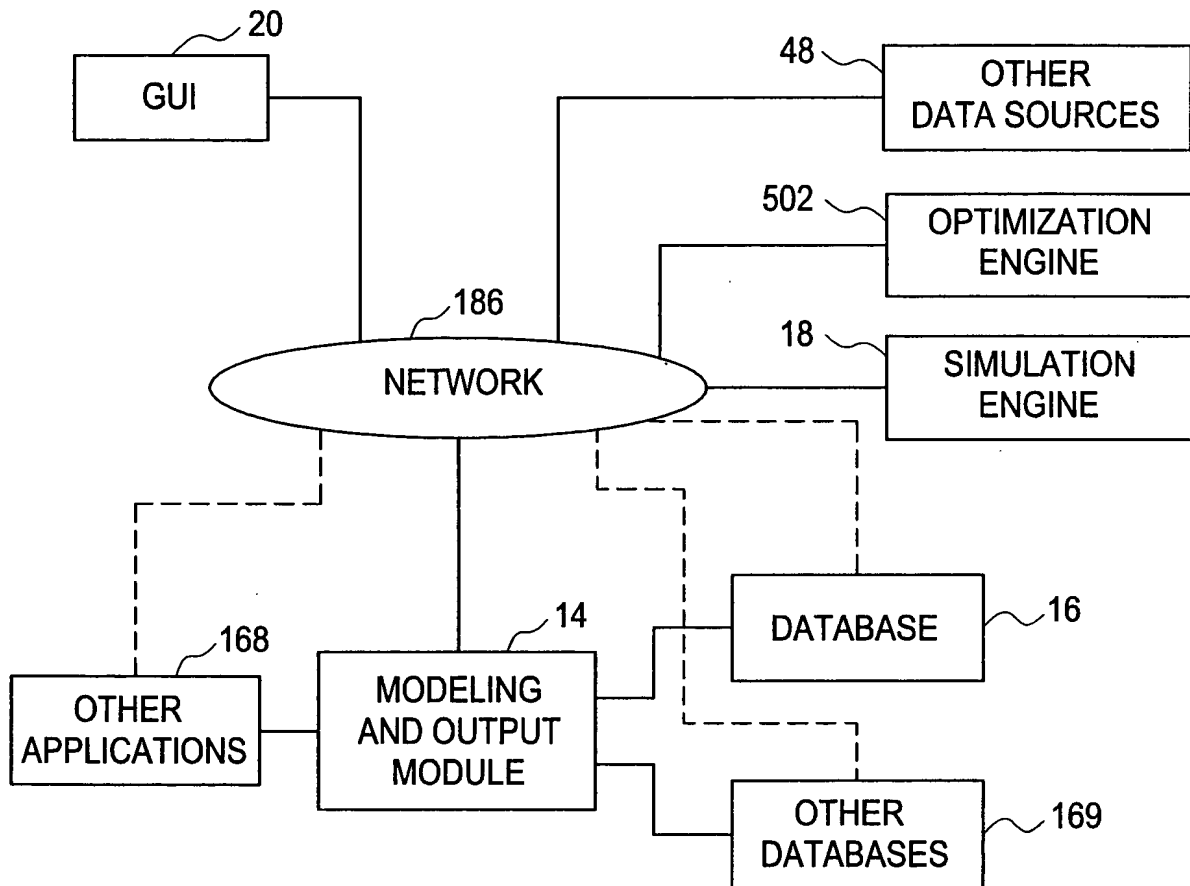 20
GUI
48
OTHER
DATA SOURCES
502
OPTIMIZATION
ENGINE
186
NETWORK
18
SIMULATION
ENGINE
168
OTHER
APPLICATIONS
14
MODELING
AND OUTPUT
MODULE
DATABASE
16
OTHER
DATABASES
169